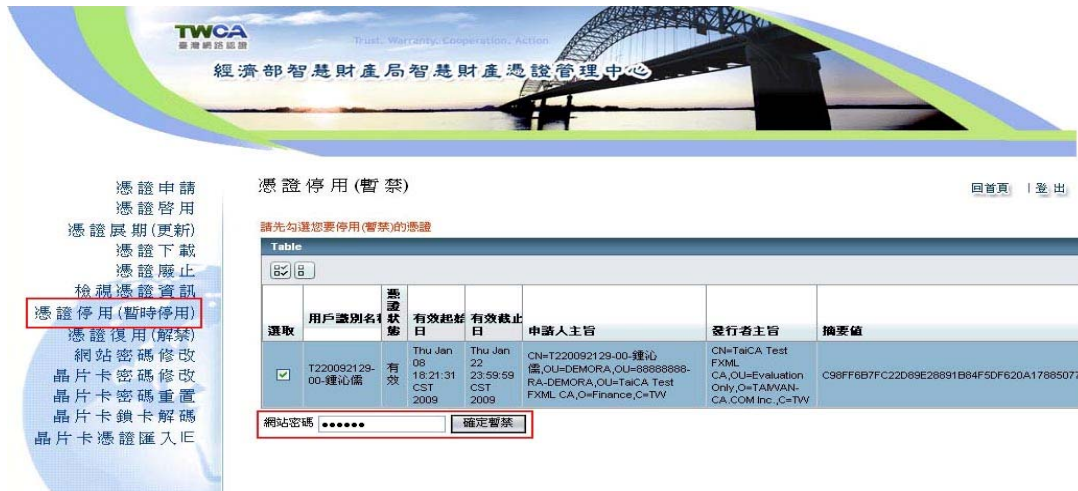 TWCA
臺灣網路認證
Trust, Warranty, Cooperation, Action
經濟部智慧財產局智慧財產憑證管理中心
憑證申請
憑證啓用
憑證展期(更新)
憑證下載
憑證廢止
檢視憑證資訊
憑證停用(暫時停用)
憑證復用(解禁)
網站密碼修改
晶片卡密碼修改
晶片卡密碼重置
晶片卡鎖卡解碼
晶片卡憑證匯入IE
憑證停用(暫禁)
回首頁 | 登出
請先勾選您要停用(暫禁)的憑證
Table
選取 用戶識別名稱 憑證狀態 有效起始日 有效截止日 申請人主旨 發行者主旨 摘要值
T220092129-
00-鍾沁儒
有
效
Thu Jan
08
18:21:31
CST
2009
Thu Jan
22
23:59:59
CST
2009
CN=T220092129-00-鍾沁
儒,OU=DEMORA,OU=88888888-
RA-DEMORA,OU=TaiCA Test
FXML CA,O=Finance,C=TW
CN=TaiCA Test
FXML
CA,OU=Evaluation
Only,O=TAIWAN-
CA.COM Inc.,C=TW
C98FF6B7FC22D89E28891B84F5DF620A17885077
網站密碼 ●●●●●● 確定暫禁